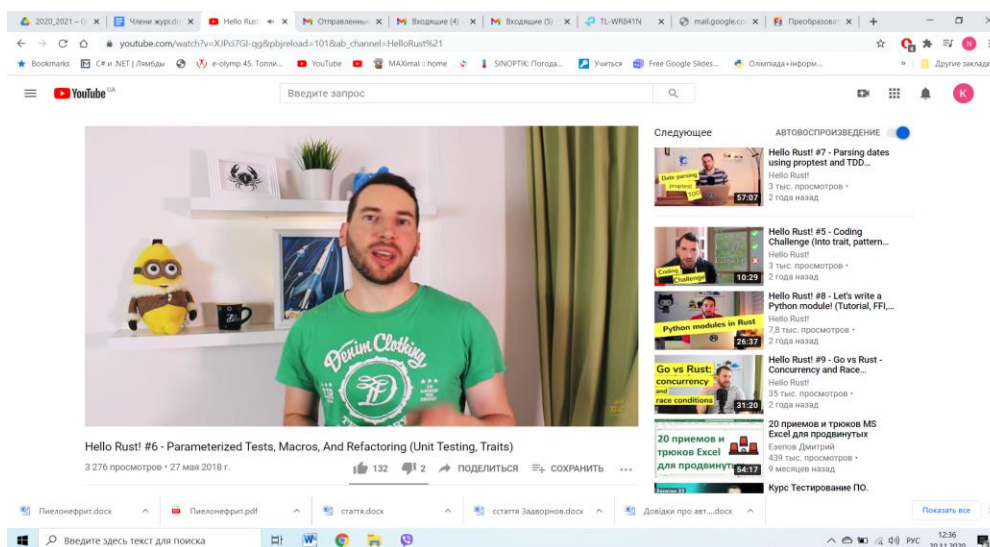 2020_2021 – G
Члени журі.do
Hello Rust
Отправленные
Входящие (4) -
Входящие (5)
TL-WR841N
mail.google.co
Преобразоват
youtube.com/watch?v=XJPci7GI-qg&pbjreload=101&ab_channel=HelloRust%21
Bookmarks
C# и .NET | Лямбды
e-olymp 45. Топли...
YouTube
MAXimal :: home
SINOPTIK: Погода...
Учиться
Free Google Slides...
Олімпіада+інформ...
»
Другие заклад
YouTube UA
Введите запрос
K
Denim Clothing
Hello Rust! #6 - Parameterized Tests, Macros, And Refactoring (Unit Testing, Traits)
3 276 просмотров • 27 мая 2018 г.
132
2
ПОДЕЛИТЬСЯ
СОХРАНИТЬ
...
Следующее
АВТОВОСПРОИЗВЕДЕНИЕ
Date parsing
proptest
TDD
57:07
Hello Rust! #7 - Parsing dates
using proptest and TDD...
Hello Rust!
3 тыс. просмотров •
2 года назад
Coding
Challenge
10:29
Hello Rust! #5 - Coding
Challenge (Into trait, pattern...
Hello Rust!
3 тыс. просмотров •
2 года назад
Python modules in Rust
26:37
Hello Rust! #8 - Let's write a
Python module! (Tutorial, FFI,...
Hello Rust!
7,8 тыс. просмотров •
2 года назад
Go vs Rust:
concurrency
and
race conditions
31:20
Hello Rust! #9 - Go vs Rust -
Concurrency and Race...
Hello Rust!
35 тыс. просмотров •
2 года назад
20 приемов и
трюков Excel
для продвинут
54:17
20 приемов и трюков MS
Excel для продвинутых
Езепов Дмитрий
439 тыс. просмотров •
9 месяцев назад
Курс Тестирование ПО.
Пиелонефрит.docx
Пиелонефрит.pdf
стаття.docx
ссттаття Задворнов.docx
Довідки про авт....docx
Показать все
Введите здесь текст для поиска
РУС
12:36
20.11.2020